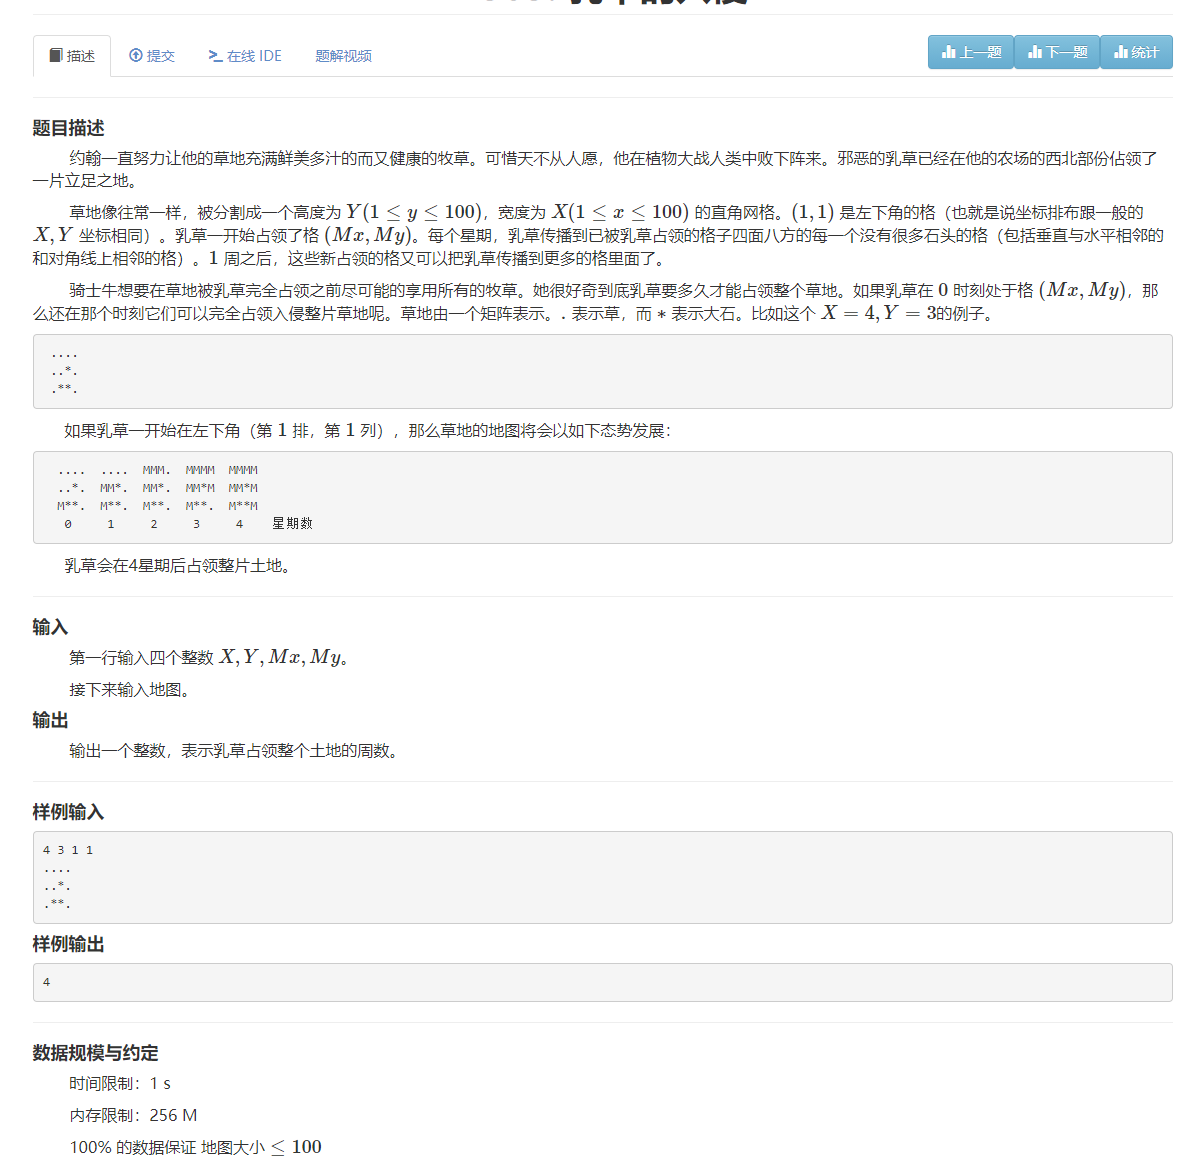 描述
提交
在线 IDE
题解视频
上一题
下一题
统计
题目描述
约翰一直努力让他的草地充满鲜美多汁的而又健康的牧草。可惜天不从人愿，他在植物大战人类中败下阵来。邪恶的乳草已经在他的农场的西北部份佔领了
一片立足之地。
草地像往常一样，被分割成一个高度为 Y(1 ≤ y ≤ 100)，宽度为 X(1 ≤ x ≤ 100) 的直角网格。(1, 1) 是左下角的格（也就是说坐标排布跟一般的
X, Y 坐标相同）。乳草一开始占领了格 (Mx, My)。每个星期，乳草传播到已被乳草占领的格子四面八方的每一个没有很多石头的格（包括垂直与水平相邻的
和对角线上相邻的格）。1 周之后，这些新占领的格又可以把乳草传播到更多的格里面了。
骑士牛想要在草地被乳草完全占领之前尽可能的享用所有的牧草。她很好奇到底乳草要多久才能占领整个草地。如果乳草在 0 时刻处于格 (Mx, My)，那
么还在那个时刻它们可以完全占领入侵整片草地呢。草地由一个矩阵表示。. 表示草，而 * 表示大石。比如这个 X = 4, Y = 3的例子。
....
..*.
.**.
如果乳草一开始在左下角（第 1 排，第 1 列），那么草地的地图将会以如下态势发展：
.... .... MMM. MMMM MMMM
..*. MM*. MM*. MM*M MM*M
M**. M**. M**. M**. M**M
0 1 2 3 4 星期数
乳草会在4星期后占领整片土地。
输入
第一行输入四个整数 X, Y, Mx, My。
接下来输入地图。
输出
输出一个整数，表示乳草占领整个土地的周数。
样例输入
4 3 1 1
....
..*.
.**.
样例输出
4
数据规模与约定
时间限制：1 s
内存限制：256 M
100% 的数据保证 地图大小 ≤ 100